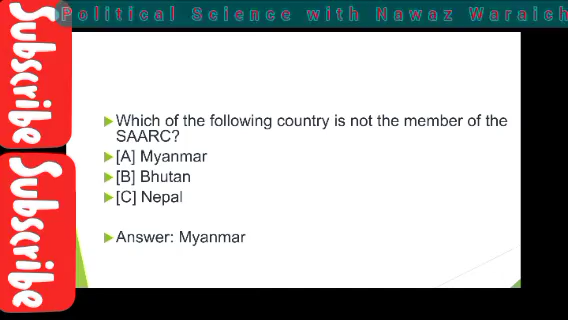 Political Science with Nawaz Waraich
Subscribe
Subscribe
Which of the following country is not the member of the
SAARC?
[A] Myanmar
[B] Bhutan
[C] Nepal
Answer: Myanmar